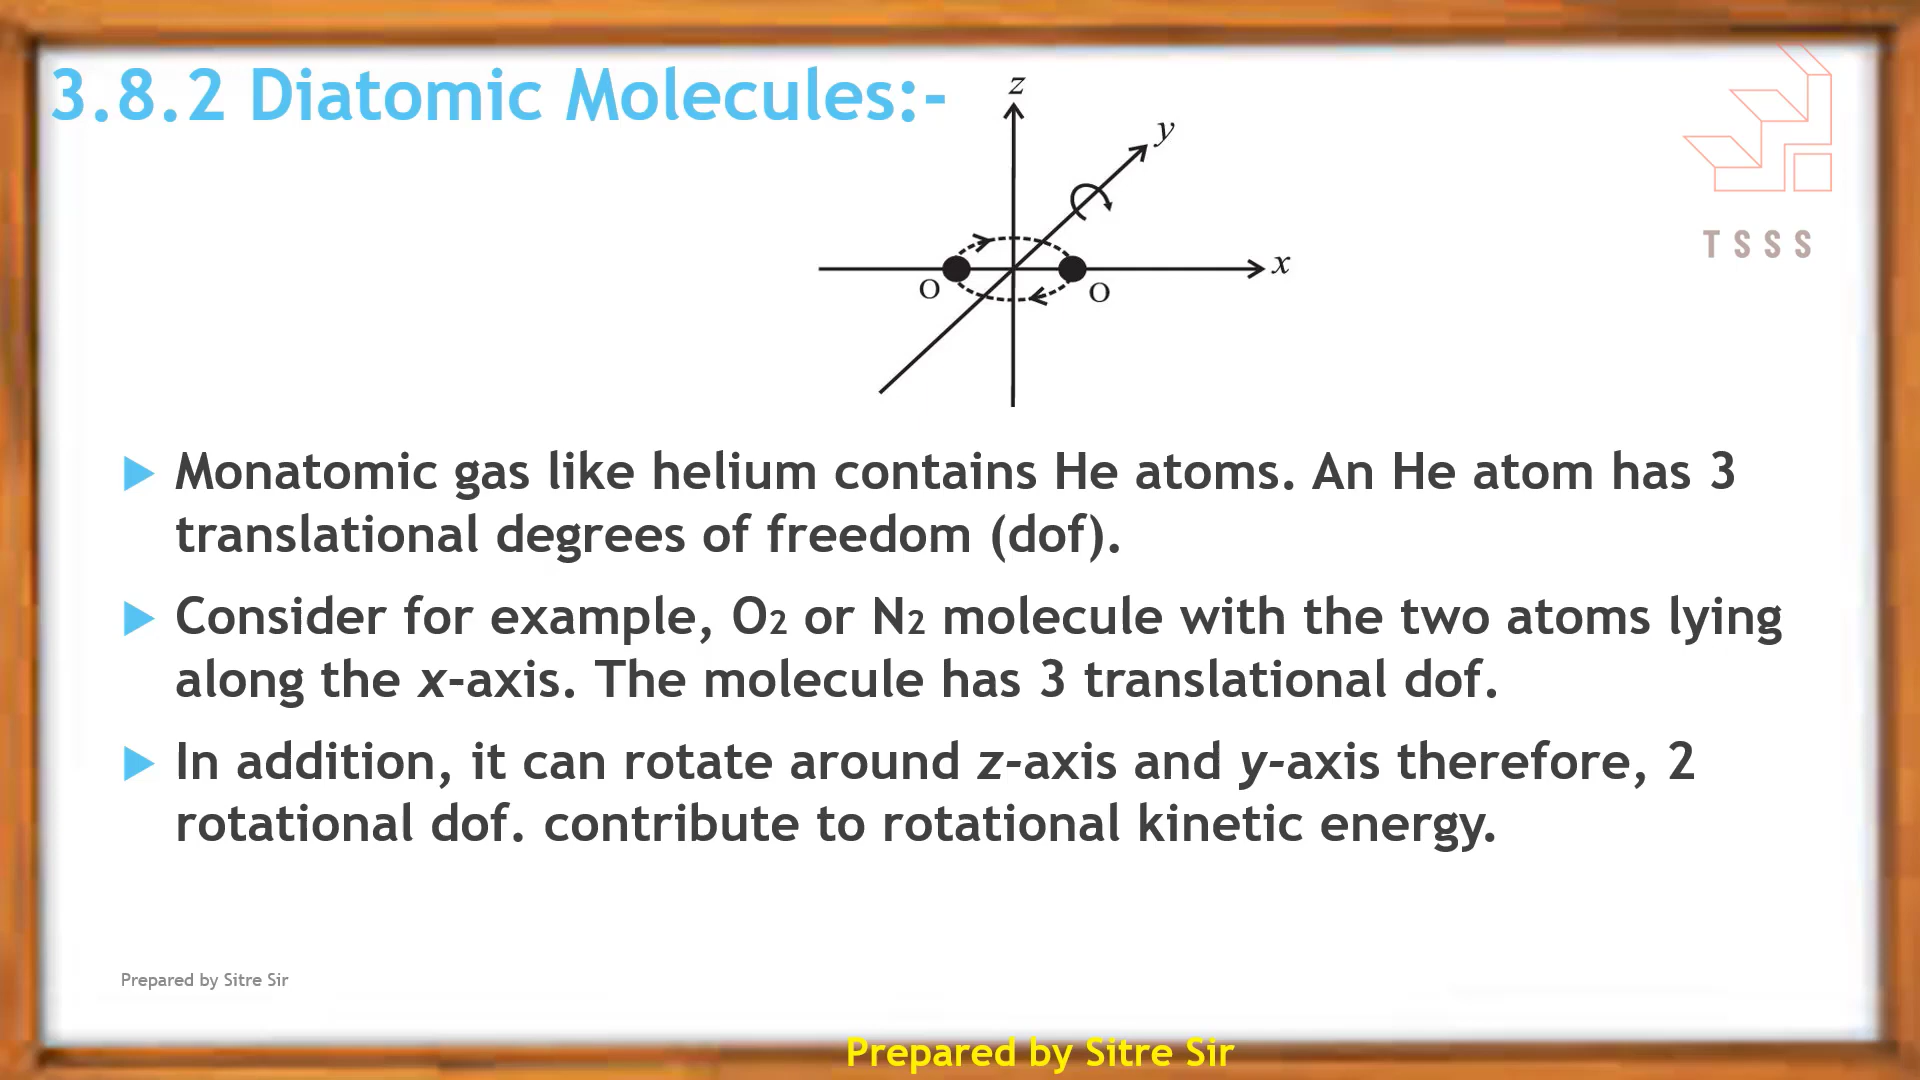 3.8.2 Diatomic Molecules:-
z
y
x
O
O
TSSS
Monatomic gas like helium contains He atoms. An He atom has 3
translational degrees of freedom (dof).
Consider for example, O2 or N2 molecule with the two atoms lying
along the x-axis. The molecule has 3 translational dof.
In addition, it can rotate around z-axis and y-axis therefore, 2
rotational dof. contribute to rotational kinetic energy.
Prepared by Sitre Sir
Prepared by Sitre Sir